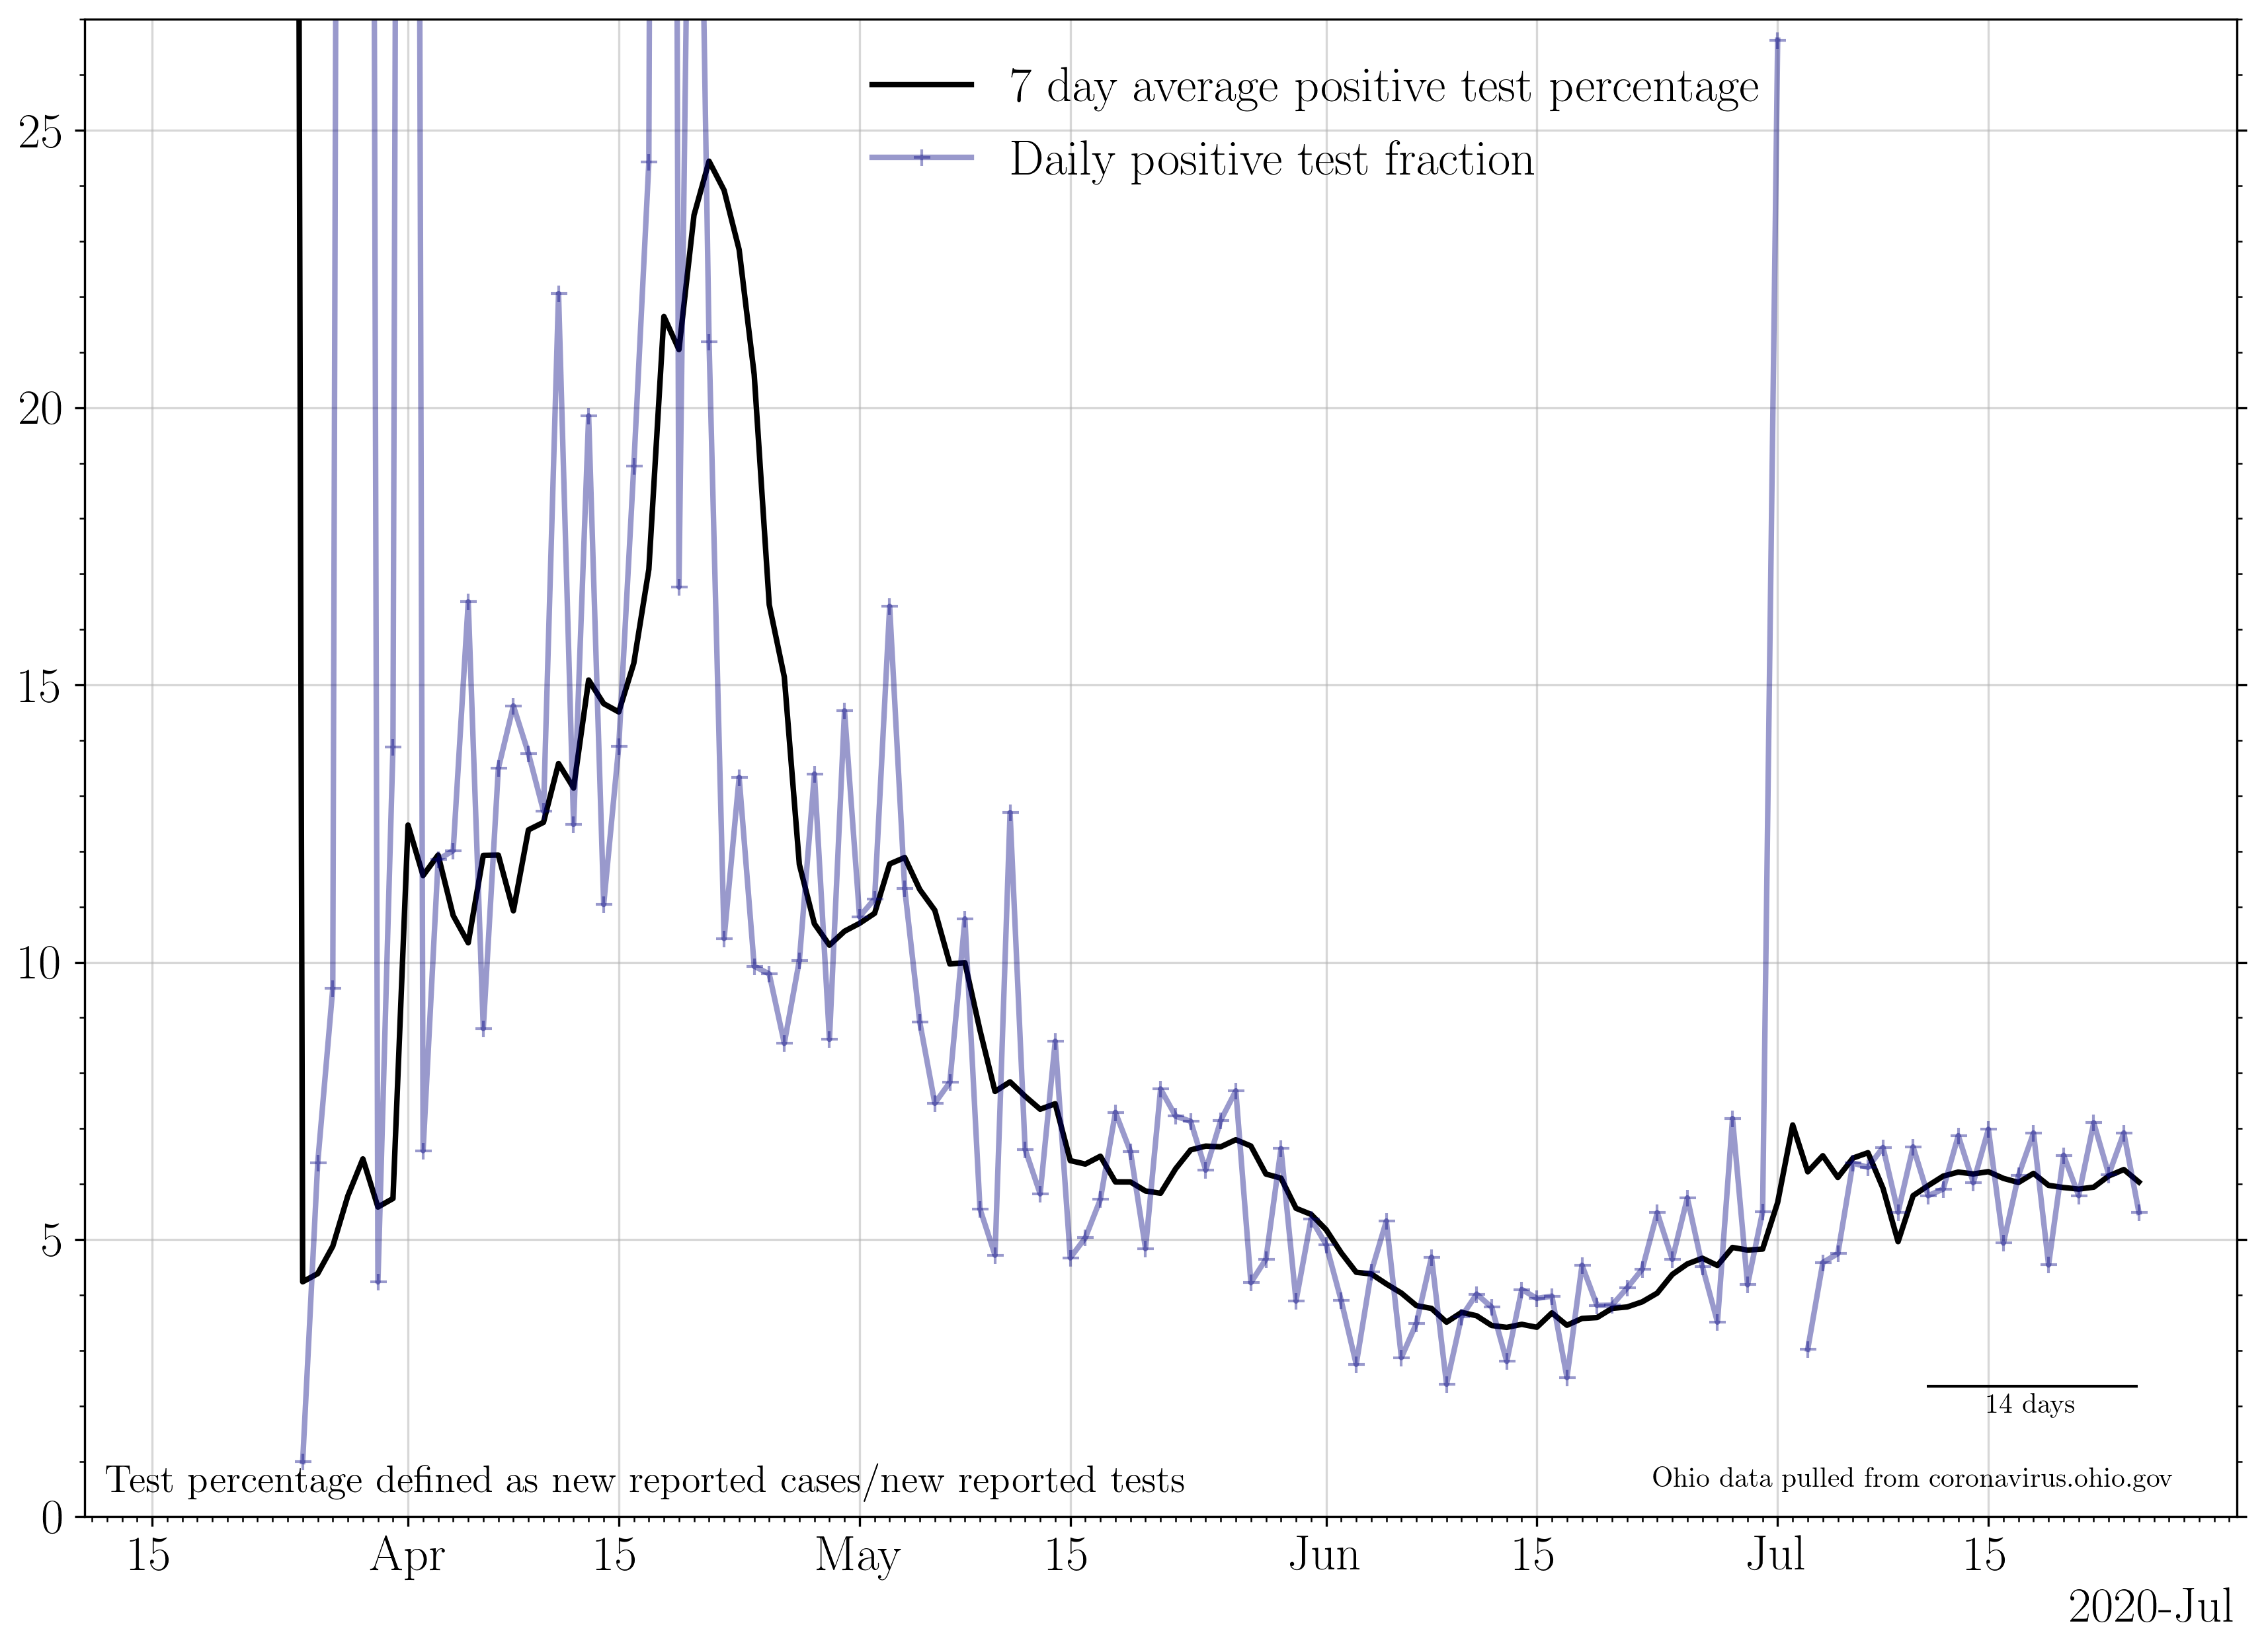 7 day average positive test percentage
Daily positive test fraction
25
20
15
10
5
0
14 days
Test percentage defined as new reported cases/new reported tests
Ohio data pulled from coronavirus.ohio.gov
15 Apr 15 May 15 Jun 15 Jul 15
2020-Jul